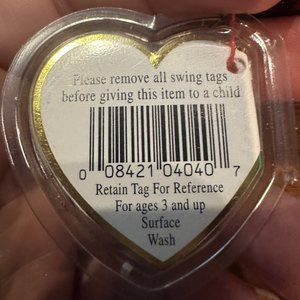 Please remove all swing tags
before giving this item to a child
0 08421 04040 7
Retain Tag For Reference
For ages 3 and up
Surface
Wash